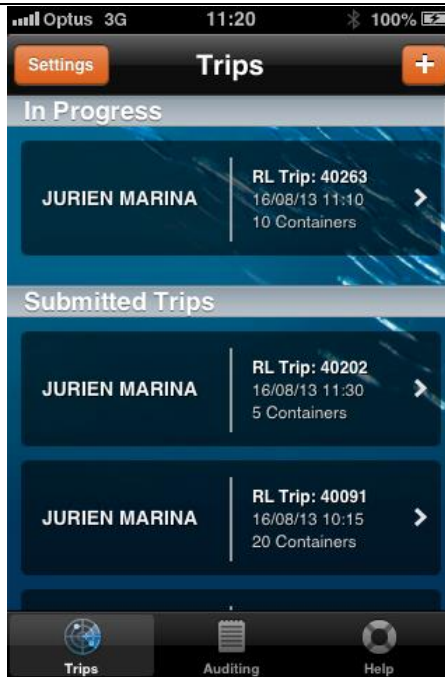 Optus 3G 11:20 100%
Settings Trips +
In Progress
JURIEN MARINA
RL Trip: 40263
16/08/13 11:10
10 Containers
Submitted Trips
JURIEN MARINA
RL Trip: 40202
16/08/13 11:30
5 Containers
JURIEN MARINA
RL Trip: 40091
16/08/13 10:15
20 Containers
Trips Auditing Help